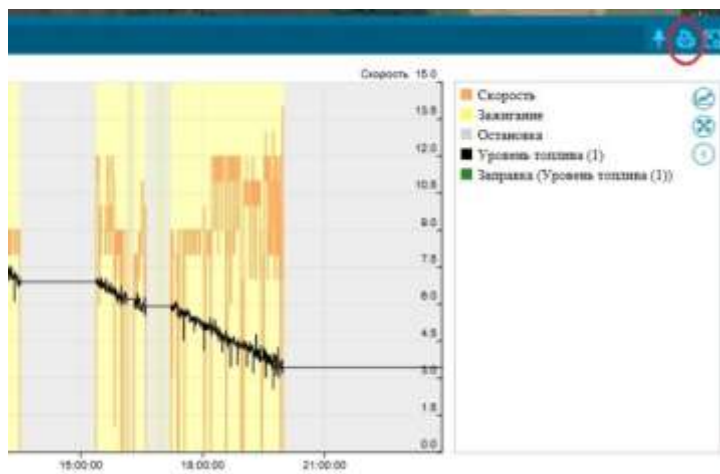 Скорость 15.0
13.5
12.0
10.5
9.0
7.5
6.0
4.5
3.0
1.5
0.0
15:00:00 18:00:00 21:00:00
Скорость
Зажигание
Остановка
Уровень топлива (1)
Заправка (Уровень топлива (1))